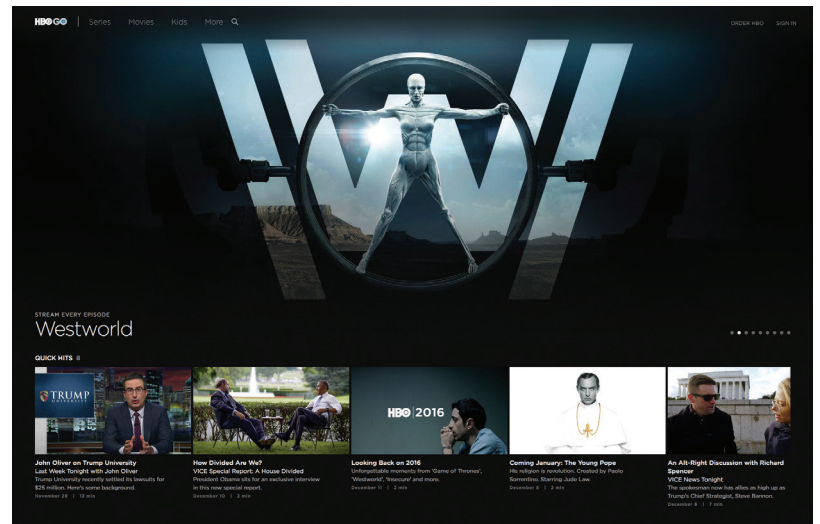 HBO GO
Series
Movies
Kids
More
ORDER HBO
SIGN IN
STREAM EVERY EPISODE
Westworld
QUICK HITS 8
TRUMP
UNIVERSITY
HBO 2016
John Oliver on Trump University
Last Week Tonight with John Oliver
Trump University recently settled its lawsuits for
$25 million. Here's some background.
November 28 | 13 min
How Divided Are We?
VICE Special Report: A House Divided
President Obama sits for an exclusive interview
in this new special report.
December 10 | 2 min
Looking Back on 2016
Unforgettable moments from 'Game of Thrones',
'Westworld', 'Insecure' and more.
December 11 | 2 min
Coming January: The Young Pope
His religion is revolution. Created by Paolo
Sorrentino. Starring Jude Law.
December 8 | 2 min
An Alt-Right Discussion with Richard
Spencer
VICE News Tonight
The spokesman now has allies as high up as
Trump's Chief Strategist, Steve Bannon.
December 8 | 7 min